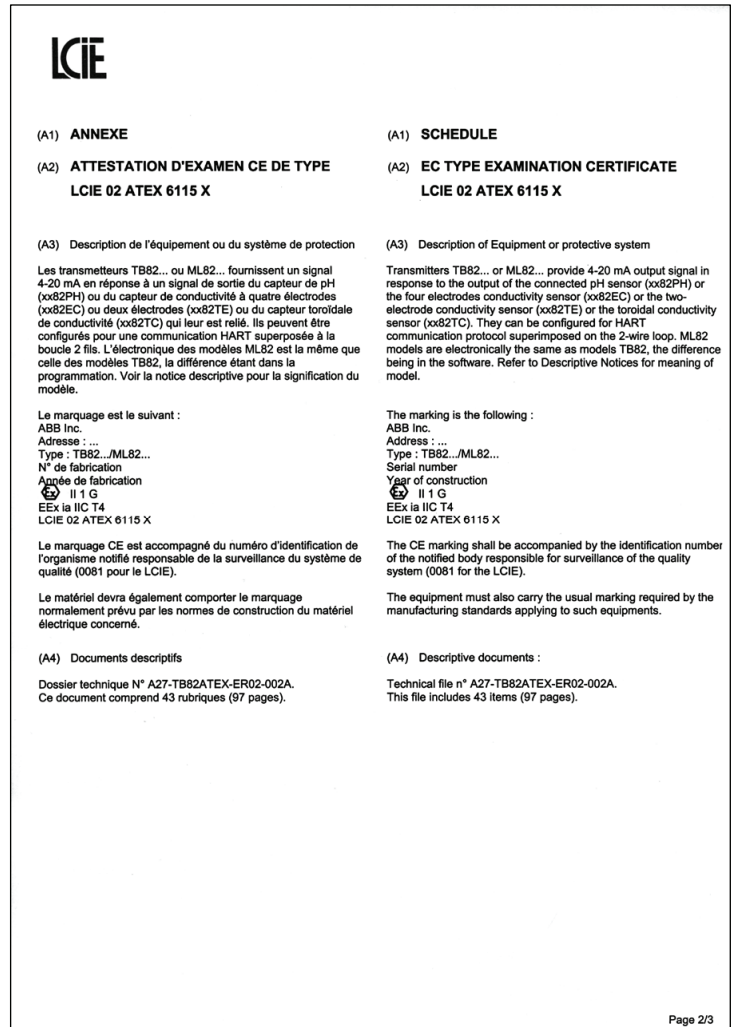 LCIE
(A1) ANNEXE
(A2) ATTESTATION D'EXAMEN CE DE TYPE
LCIE 02 ATEX 6115 X
(A3) Description de l'équipement ou du système de protection
Les transmetteurs TB82... ou ML82... fournissent un signal
4-20 mA en réponse à un signal de sortie du capteur de pH
(xx82PH) ou du capteur de conductivité à quatre électrodes
(xx82EC) ou deux électrodes (xx82TE) ou du capteur toroïdale
de conductivité (xx82TC) qui leur est relié. Ils peuvent être
configurés pour une communication HART superposée à la
boucle 2 fils. L'électronique des modèles ML82 est la même que
celle des modèles TB82, la différence étant dans la
programmation. Voir la notice descriptive pour la signification du
modèle.
Le marquage est le suivant :
ABB Inc.
Adresse : ...
Type : TB82.../ML82...
N° de fabrication
Année de fabrication
Ex II 1 G
EEx ia IIC T4
LCIE 02 ATEX 6115 X
Le marquage CE est accompagné du numéro d'identification de
l'organisme notifié responsable de la surveillance du système de
qualité (0081 pour le LCIE).
Le matériel devra également comporter le marquage
normalement prévu par les normes de construction du matériel
électrique concerné.
(A4) Documents descriptifs
Dossier technique N° A27-TB82ATEX-ER02-002A.
Ce document comprend 43 rubriques (97 pages).
(A1) SCHEDULE
(A2) EC TYPE EXAMINATION CERTIFICATE
LCIE 02 ATEX 6115 X
(A3) Description of Equipment or protective system
Transmitters TB82... or ML82... provide 4-20 mA output signal in
response to the output of the connected pH sensor (xx82PH) or
the four electrodes conductivity sensor (xx82EC) or the two-
electrode conductivity sensor (xx82TE) or the toroidal conductivity
sensor (xx82TC). They can be configured for HART
communication protocol superimposed on the 2-wire loop. ML82
models are electronically the same as models TB82, the difference
being in the software. Refer to Descriptive Notices for meaning of
model.
The marking is the following :
ABB Inc.
Address : ...
Type : TB82.../ML82...
Serial number
Year of construction
Ex II 1 G
EEx ia IIC T4
LCIE 02 ATEX 6115 X
The CE marking shall be accompanied by the identification number
of the notified body responsible for surveillance of the quality
system (0081 for the LCIE).
The equipment must also carry the usual marking required by the
manufacturing standards applying to such equipments.
(A4) Descriptive documents :
Technical file n° A27-TB82ATEX-ER02-002A.
This file includes 43 items (97 pages).
Page 2/3